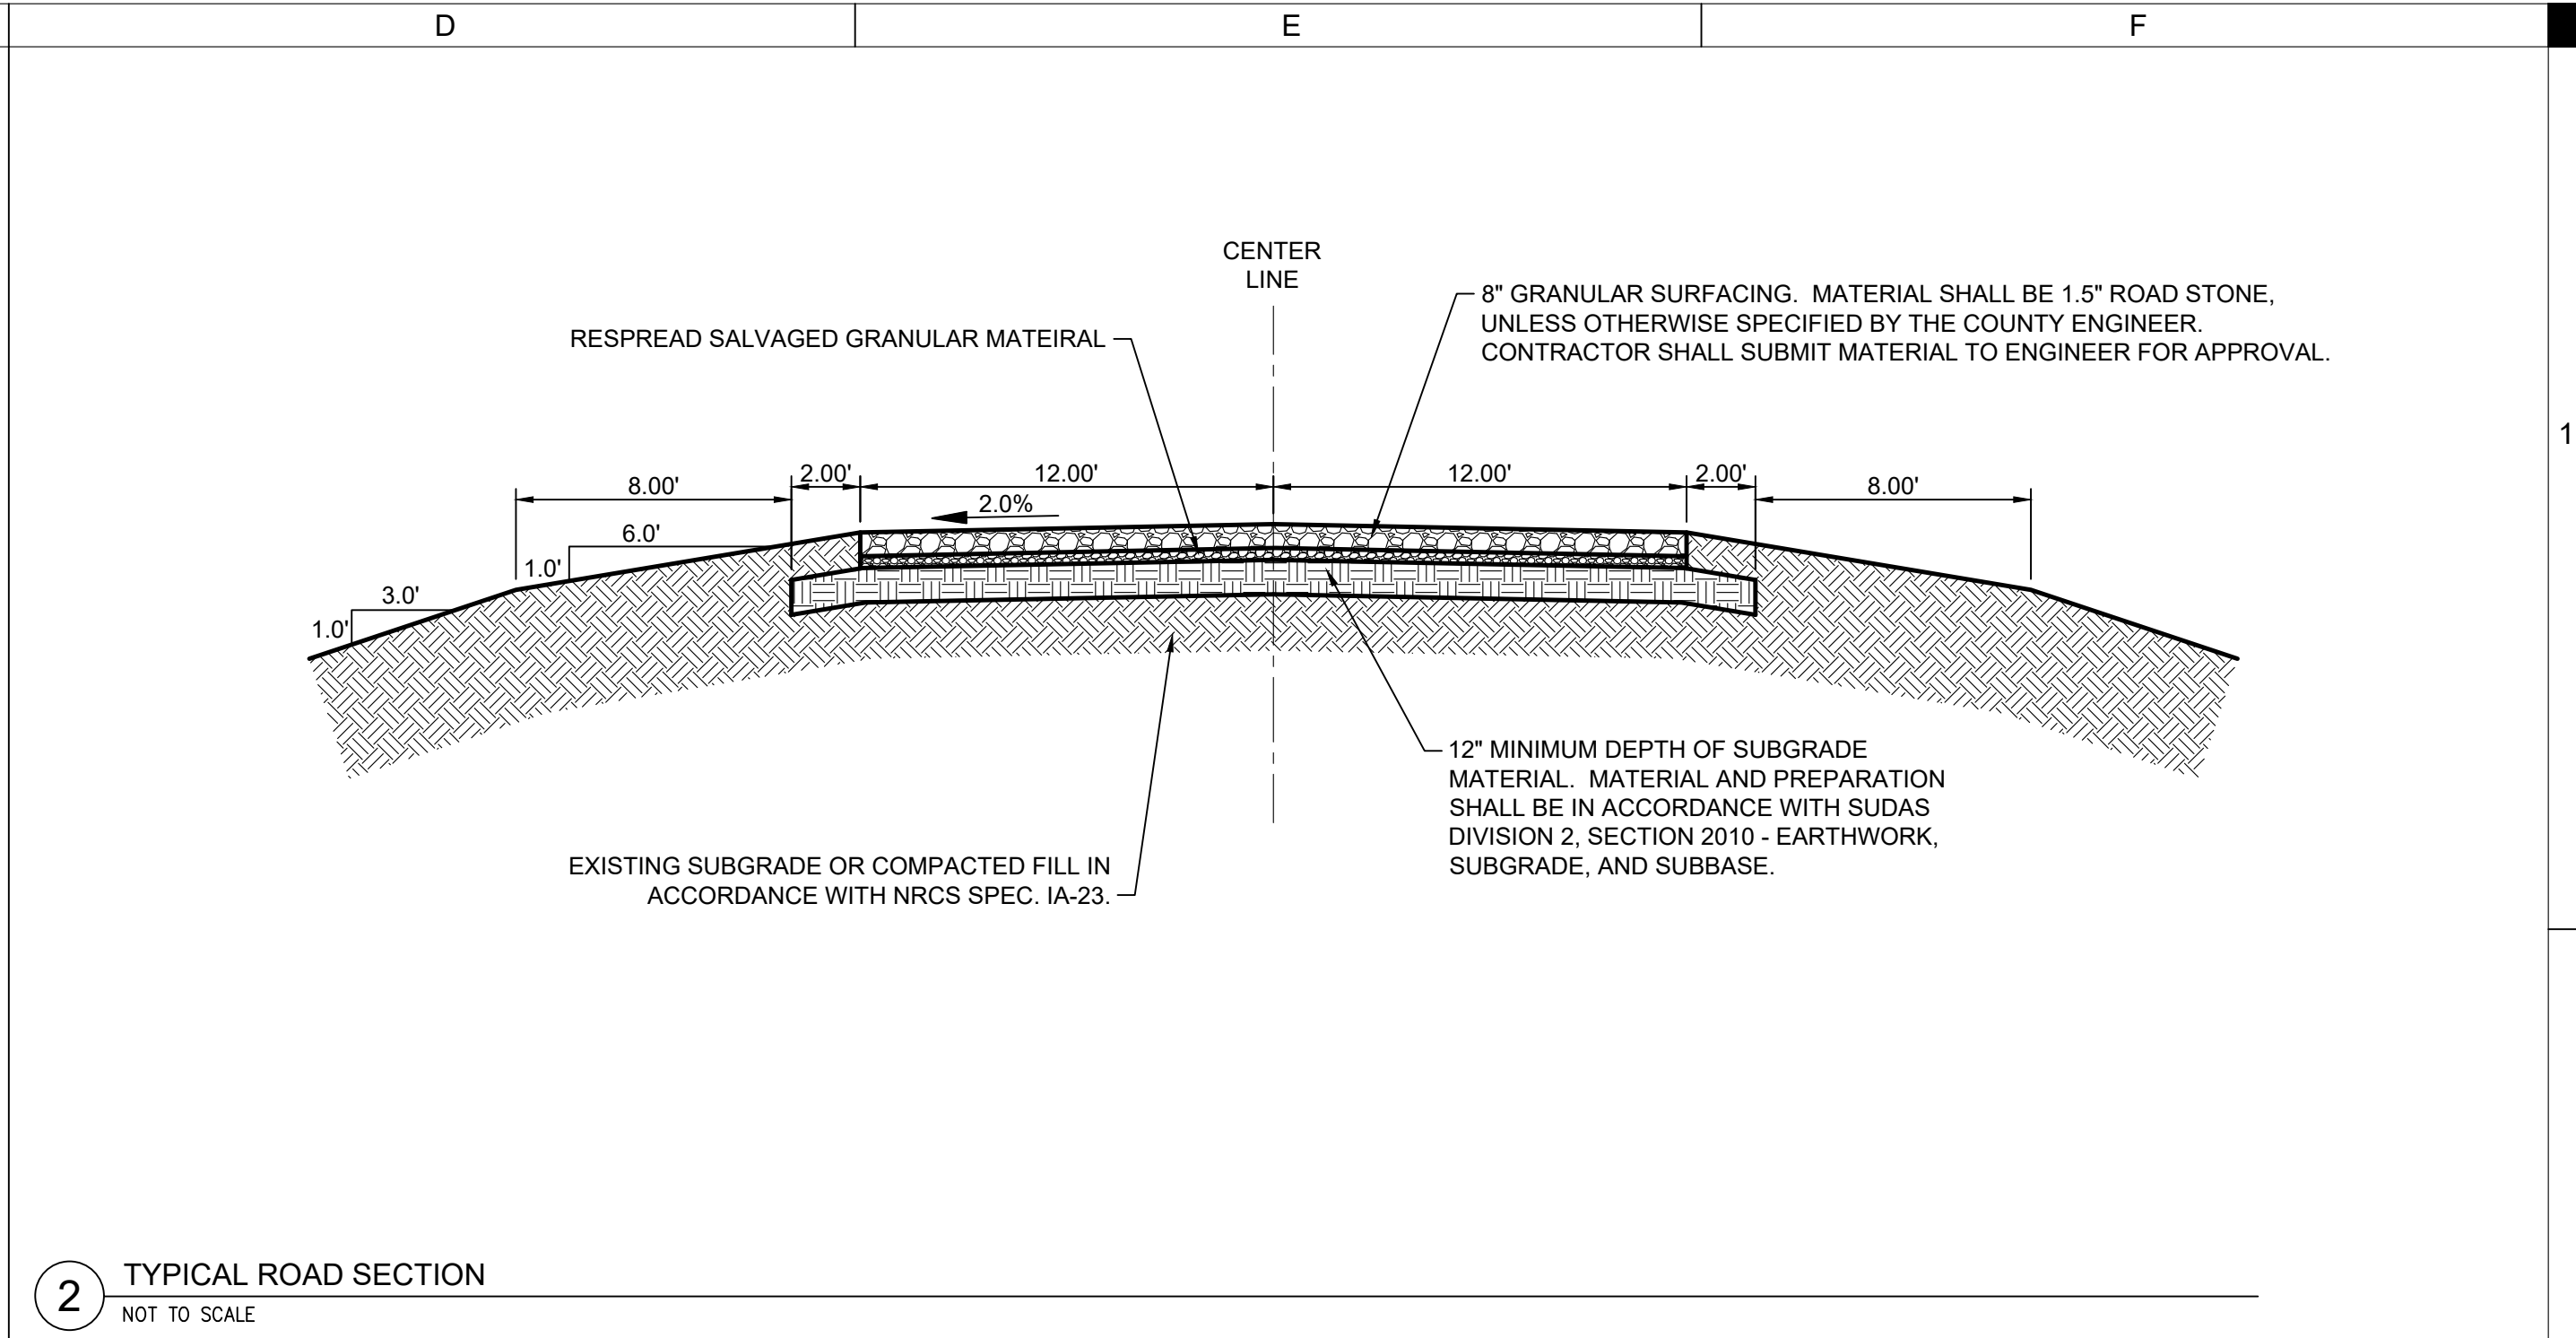 D
E
F
1
CENTER
LINE
RESPREAD SALVAGED GRANULAR MATEIRAL
8" GRANULAR SURFACING.  MATERIAL SHALL BE 1.5" ROAD STONE,
UNLESS OTHERWISE SPECIFIED BY THE COUNTY ENGINEER.
CONTRACTOR SHALL SUBMIT MATERIAL TO ENGINEER FOR APPROVAL.
8.00'
2.00'
12.00'
12.00'
2.00'
8.00'
2.0%
6.0'
1.0'
3.0'
1.0'
12" MINIMUM DEPTH OF SUBGRADE
MATERIAL.  MATERIAL AND PREPARATION
SHALL BE IN ACCORDANCE WITH SUDAS
DIVISION 2, SECTION 2010 - EARTHWORK,
SUBGRADE, AND SUBBASE.
EXISTING SUBGRADE OR COMPACTED FILL IN
ACCORDANCE WITH NRCS SPEC. IA-23.
2
TYPICAL ROAD SECTION
NOT TO SCALE